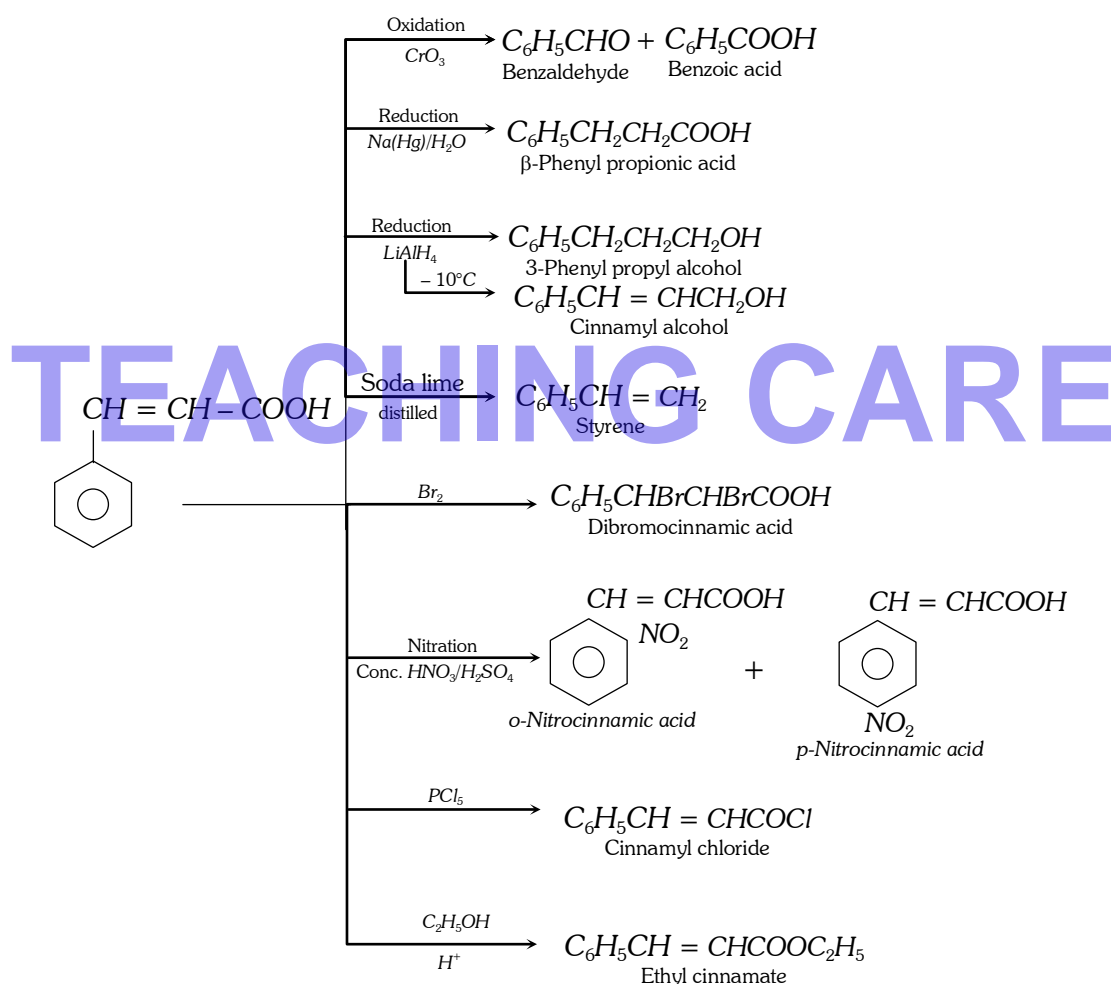 Oxidation
CrO₃
C₆H₅CHO + C₆H₅COOH
Benzaldehyde Benzoic acid
Reduction
Na(Hg)/H₂O
C₆H₅CH₂CH₂COOH
β-Phenyl propionic acid
Reduction
LiAlH₄
C₆H₅CH₂CH₂CH₂OH
3-Phenyl propyl alcohol
– 10°C
C₆H₅CH = CHCH₂OH
Cinnamyl alcohol
TEACHING CARE
CH = CH – COOH
Soda lime
distilled
C₆H₅CH = CH₂
Styrene
Br₂
C₆H₅CHBrCHBrCOOH
Dibromocinnamic acid
Nitration
Conc. HNO₃/H₂SO₄
CH = CHCOOH
NO₂
o-Nitrocinnamic acid
+
CH = CHCOOH
NO₂
p-Nitrocinnamic acid
PCl₅
C₆H₅CH = CHCOCl
Cinnamyl chloride
C₂H₅OH
H⁺
C₆H₅CH = CHCOOC₂H₅
Ethyl cinnamate